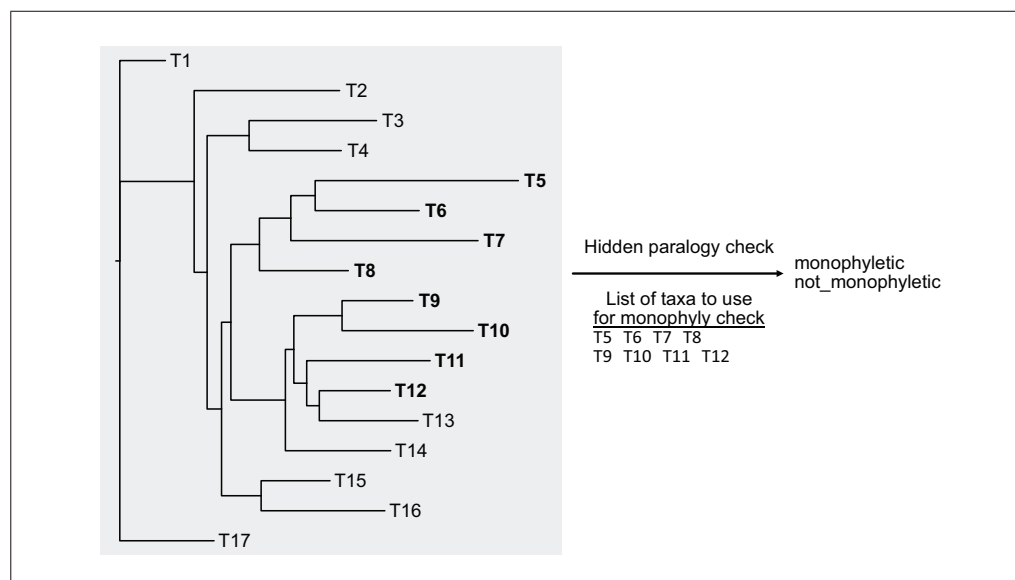 T1
T2
T3
T4
T5
T6
T7
T8
T9
T10
T11
T12
T13
T14
T15
T16
T17
Hidden paralogy check
List of taxa to use
for monophyly check
T5 T6 T7 T8
T9 T10 T11 T12
monophyletic
not_monophyletic